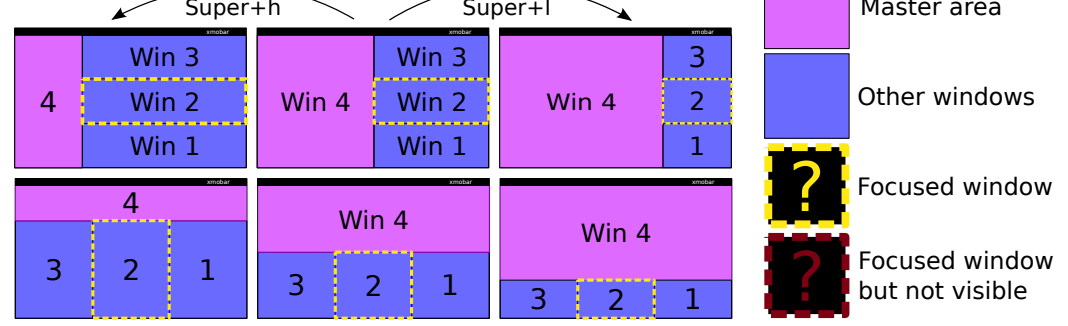 Super+h
Super+l
Master area
xmobar
xmobar
xmobar
4
Win 3
Win 2
Win 1
Win 4
Win 3
Win 2
Win 1
Win 4
3
2
1
Other windows
?
Focused window
xmobar
xmobar
xmobar
4
3 2 1
Win 4
3 2 1
Win 4
3 2 1
?
Focused window
but not visible